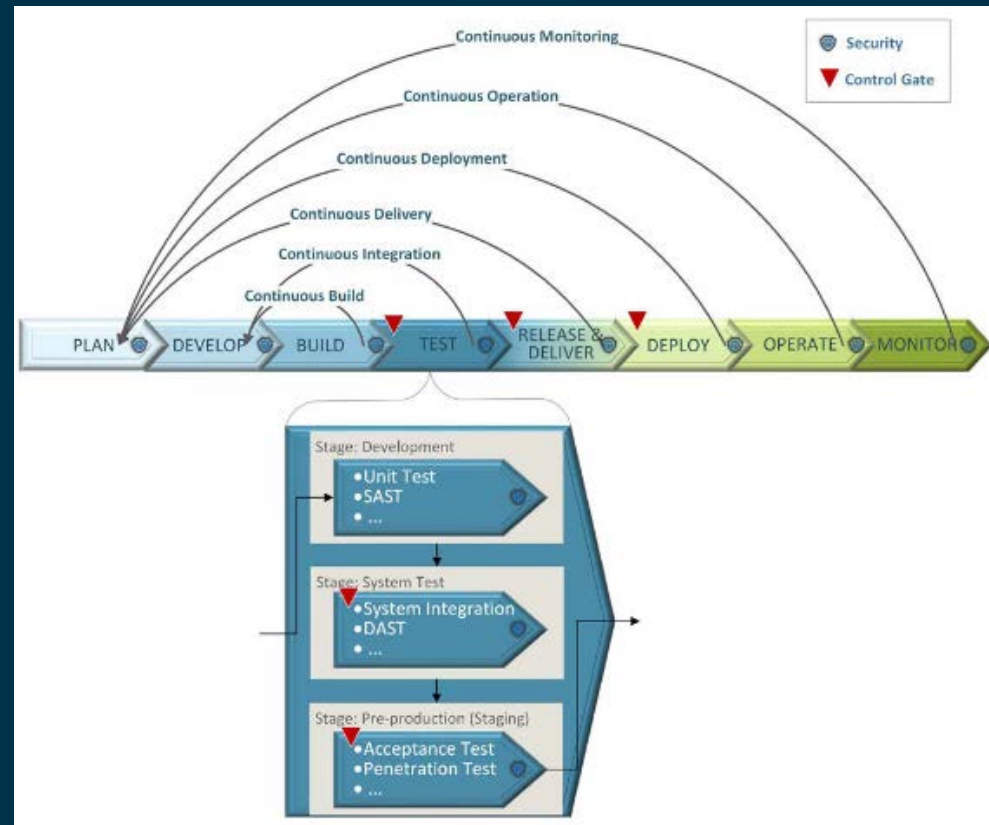 Continuous Monitoring
Security
Control Gate
Continuous Operation
Continuous Deployment
Continuous Delivery
Continuous Integration
Continuous Build
PLAN
DEVELOP
BUILD
TEST
RELEASE &
DELIVER
DEPLOY
OPERATE
MONITOR
Stage: Development
•Unit Test
•SAST
• ...
Stage: System Test
•System Integration
•DAST
• ...
Stage: Pre-production (Staging)
•Acceptance Test
•Penetration Test
• ...